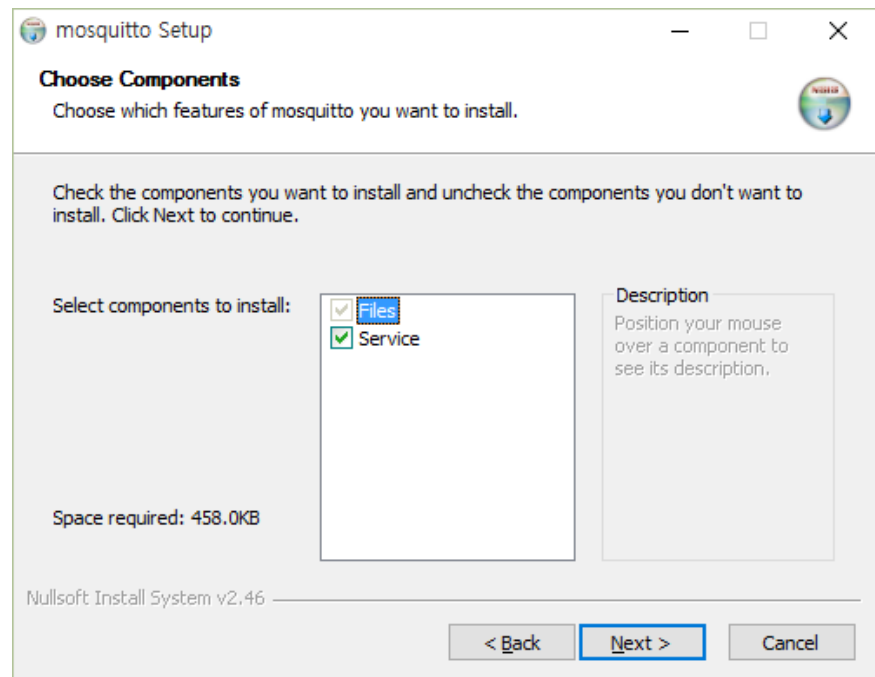 mosquitto Setup
Choose Components
Choose which features of mosquitto you want to install.
Check the components you want to install and uncheck the components you don't want to
install. Click Next to continue.
Select components to install:
Files
Service
Description
Position your mouse
over a component to
see its description.
Space required: 458.0KB
Nullsoft Install System v2.46
< Back
Next >
Cancel